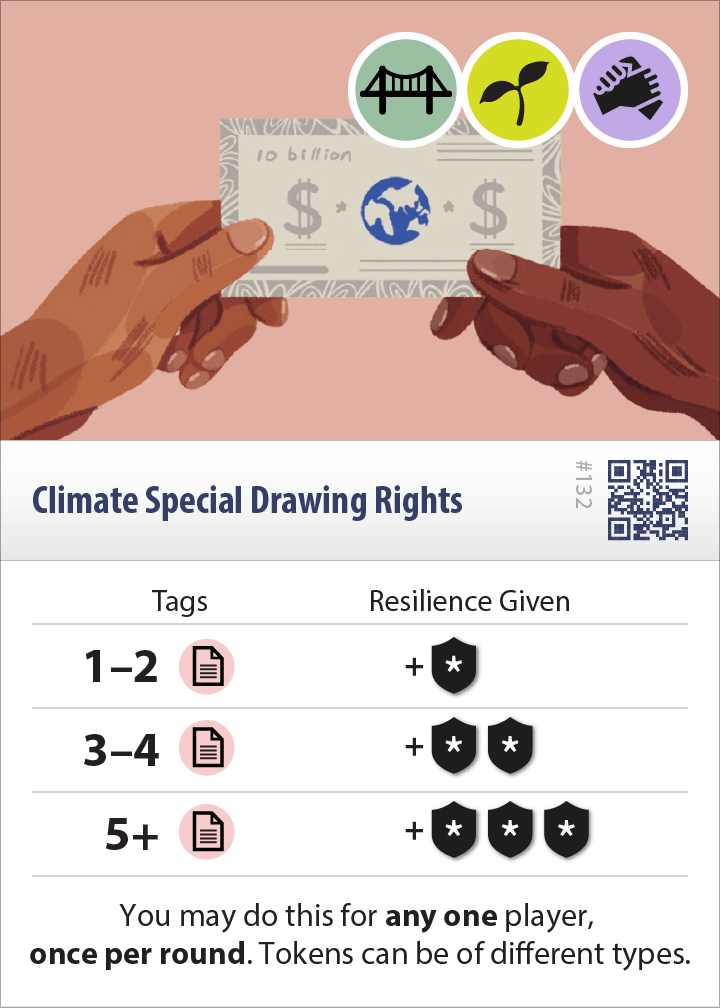 10 billion
$ * $
Climate Special Drawing Rights
#132
Tags Resilience Given
1–2 +
3–4 +
5+ +
You may do this for any one player,
once per round. Tokens can be of different types.